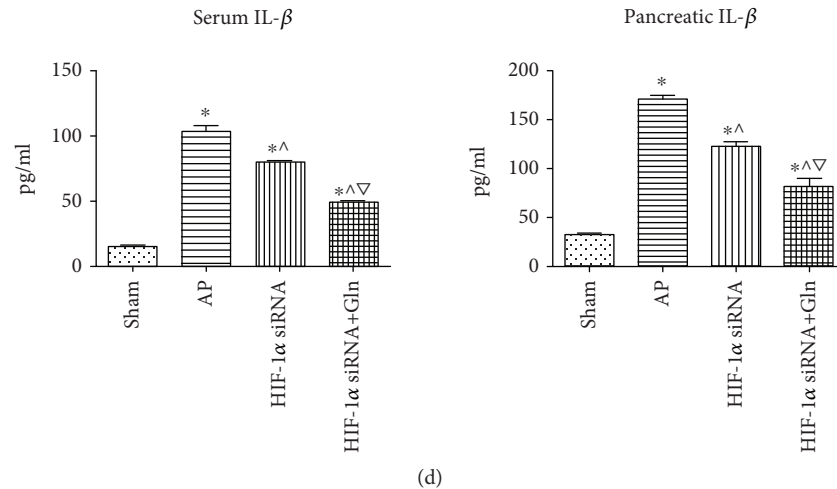 Serum IL-β
150
100
50
0
pg/ml
*
*^
*^▽
Sham
AP
HIF-1α siRNA
HIF-1α siRNA+Gln
Pancreatic IL-β
200
150
100
50
0
pg/ml
*
*^
*^▽
Sham
AP
HIF-1α siRNA
HIF-1α siRNA+Gln
(d)